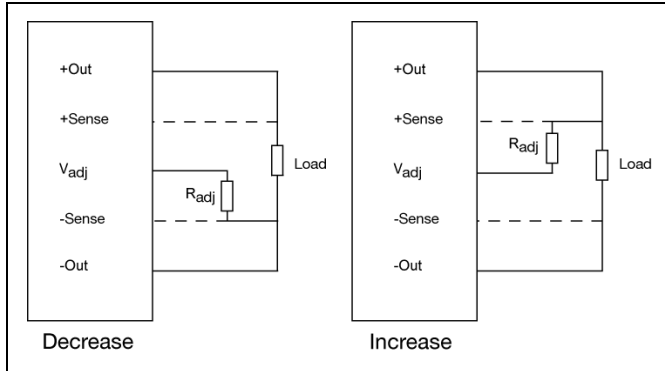 +Out
+Sense
Vadj
Radj
-Sense
-Out
Load
Decrease
+Out
+Sense
Radj
Vadj
-Sense
-Out
Load
Increase